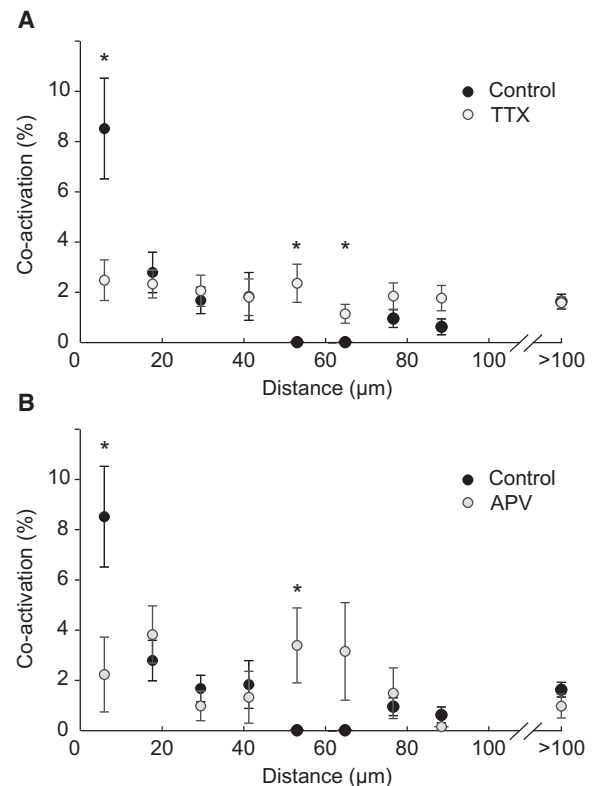 A
*
10
8
6
4
2
0
Co-activation (%)
Control
TTX
* *
0 20 40 60 80 100 >100
Distance (µm)
B
*
10
8
6
4
2
0
Co-activation (%)
Control
APV
*
0 20 40 60 80 100 >100
Distance (µm)